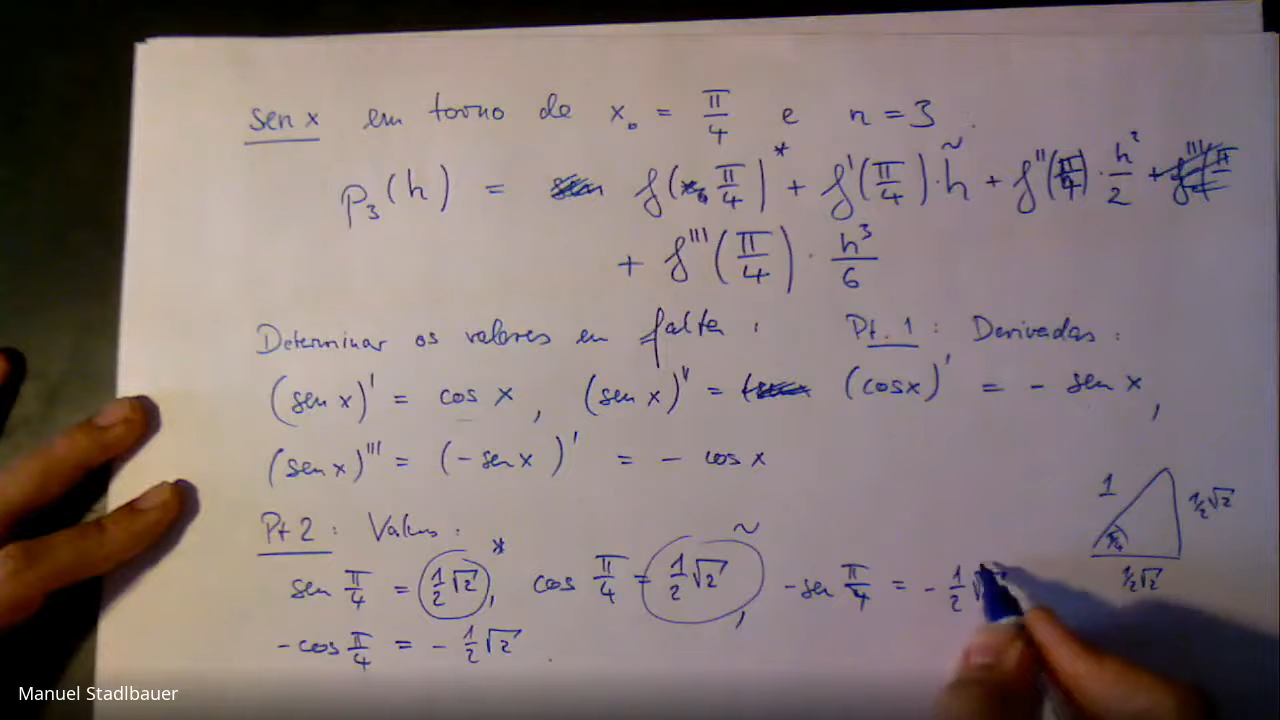 sen x em torno de x₀ = π/4 e n = 3.
P₃(h) = f(π/4)* + f'(π/4)·h̃ + f''(π/4)·h²/2
+ f'''(π/4)·h³/6
Determinar os valores em falta: Pt. 1: Derivadas:
(sen x)' = cos x, (sen x)'' = (cos x)' = - sen x,
(sen x)''' = (-sen x)' = - cos x
1
½√2
π/4
½√2
Pt 2: Valores:
sen π/4 = ½√2*, cos π/4 = ½√2~, -sen π/4 = -½√2
-cos π/4 = -½√2.
Manuel Stadlbauer